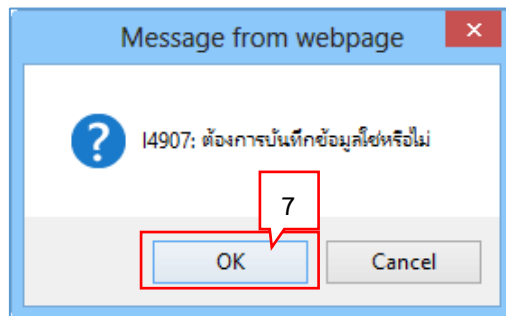 Message from webpage
I4907: ต้องการบันทึกข้อมูลใช่หรือไม่
7
OK
Cancel